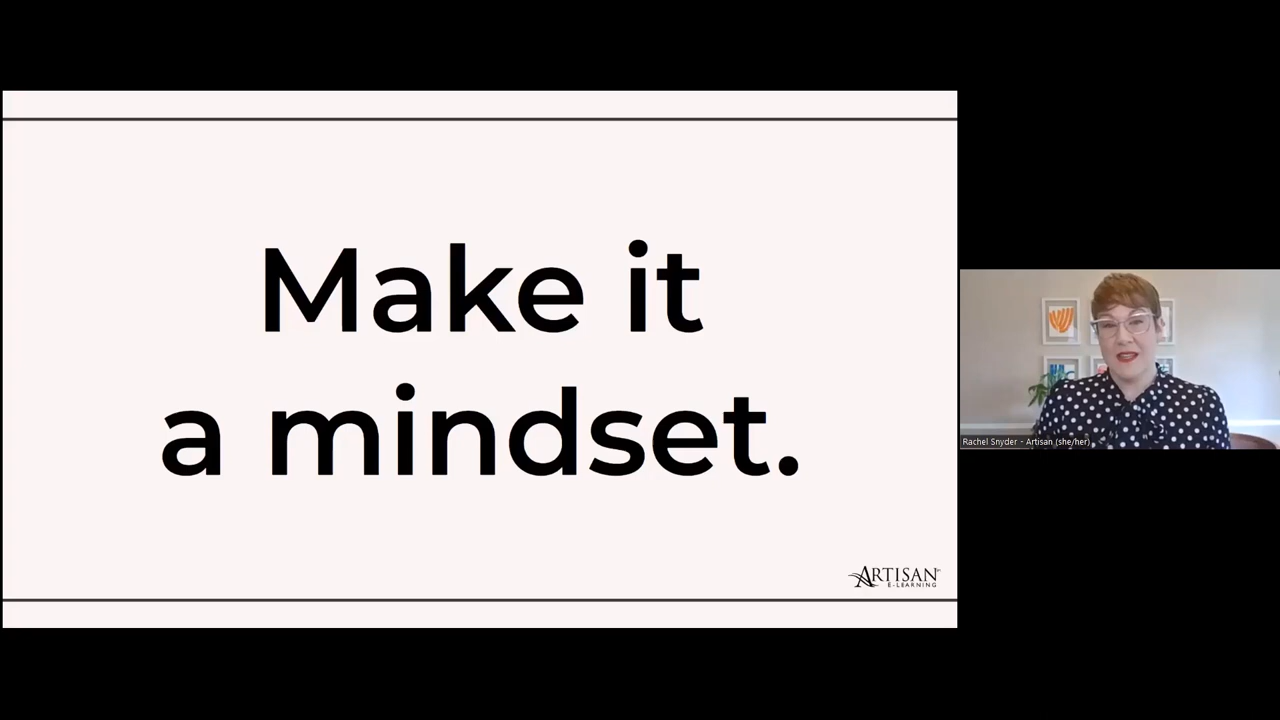 Make it
a mindset.
ARTISAN
E-LEARNING
Rachel Snyder - Artisan (she/her)